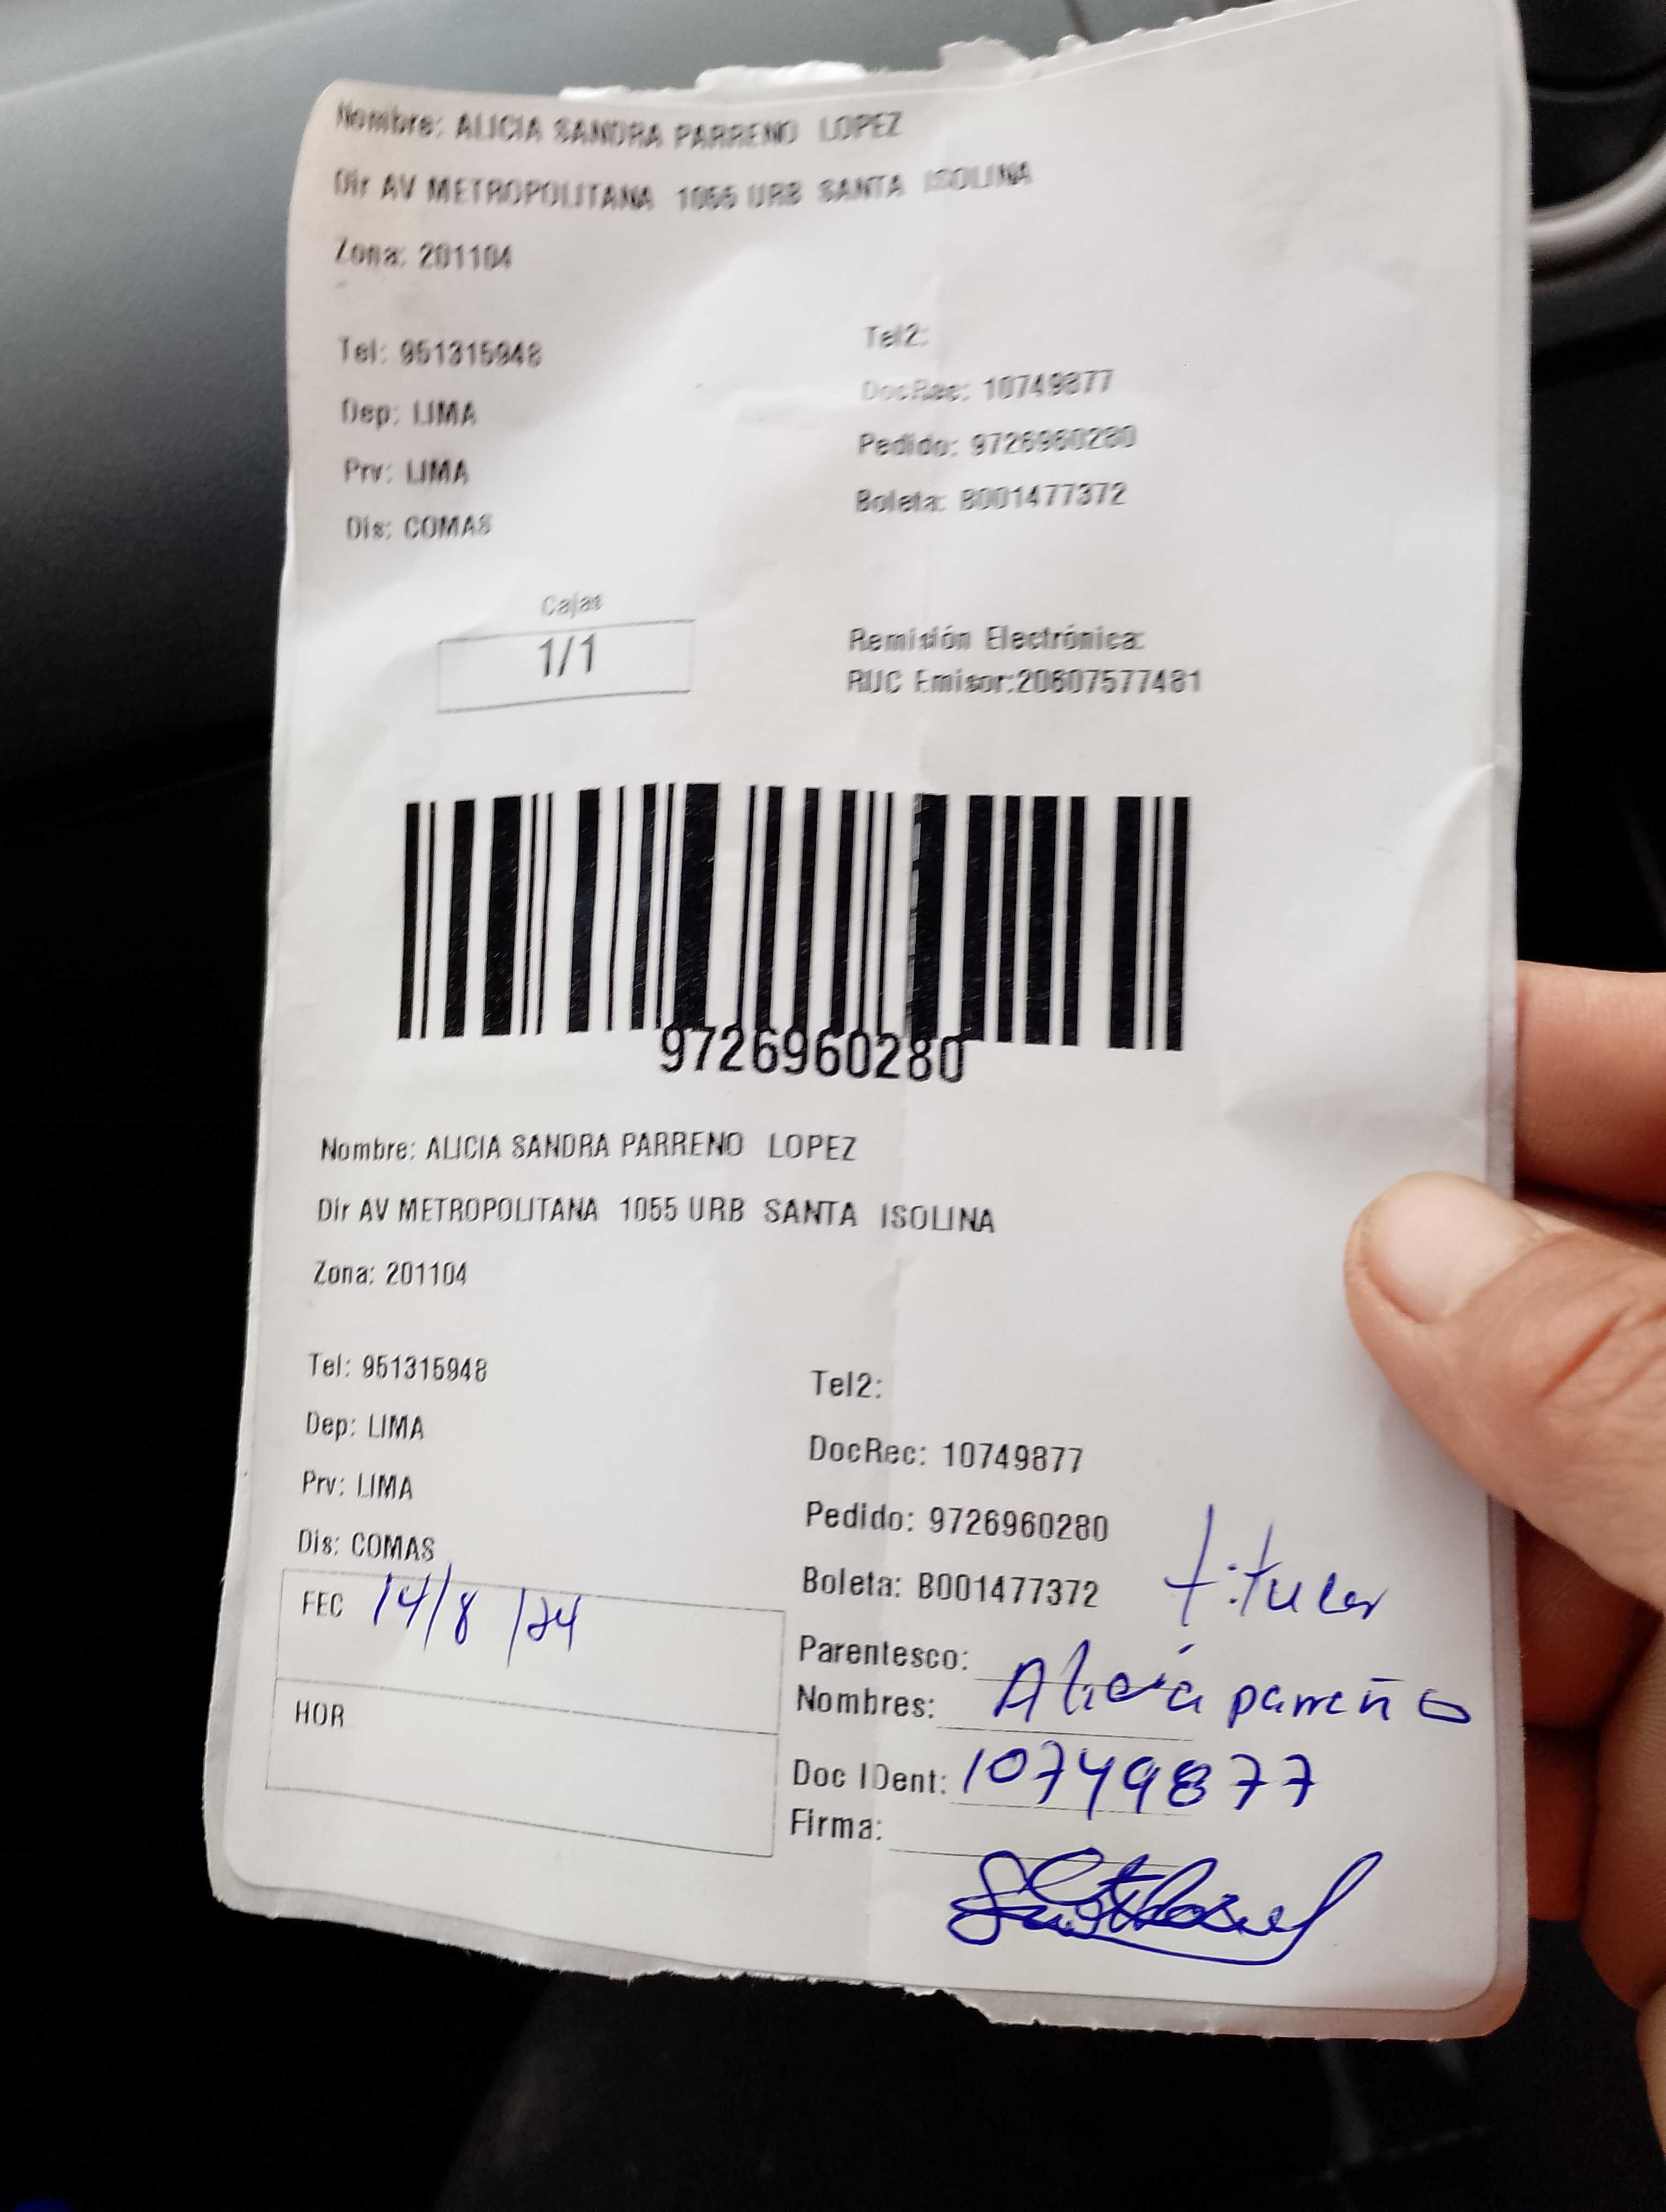 Nombre: ALICIA SANDRA PARRENO LOPEZ
Dir AV METROPOLITANA 1055 URB SANTA ISOLINA
Zona: 201104
Tel: 951315948
Tel2:
DocRec: 10749877
Dep: LIMA
Pedido: 9726960280
Prv: LIMA
Boleta: B001477372
Dis: COMAS
Cajas
1/1
Remisión Electrónica:
RUC Emisor:20607577481
9726960280
Nombre: ALICIA SANDRA PARRENO LOPEZ
Dir AV METROPOLITANA 1055 URB SANTA ISOLINA
Zona: 201104
Tel: 951315948
Tel2:
Dep: LIMA
DocRec: 10749877
Prv: LIMA
Pedido: 9726960280
Dis: COMAS
Boleta: B001477372
FEC 14/8/24
Parentesco: titular
Nombres: Alicia parreño
HOR
Doc IDent: 10749877
Firma: